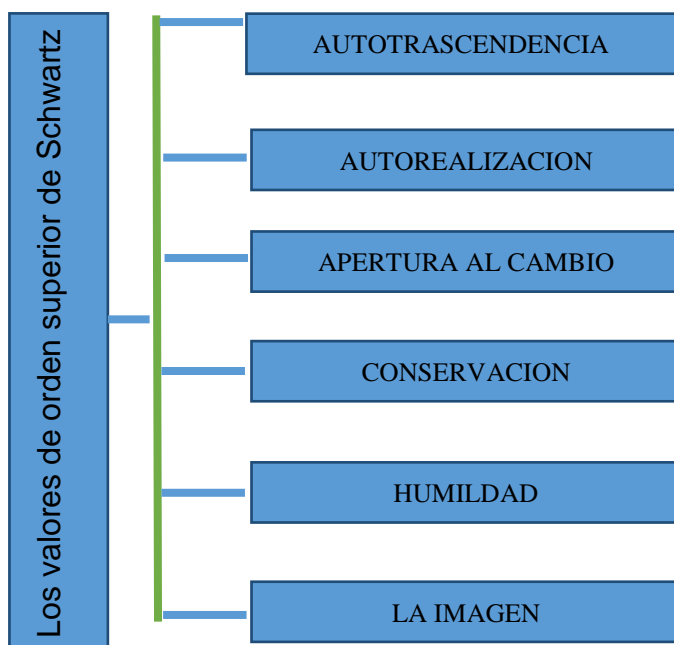 Los valores de orden superior de Schwartz
AUTOTRASCENDENCIA
AUTOREALIZACION
APERTURA AL CAMBIO
CONSERVACION
HUMILDAD
LA IMAGEN